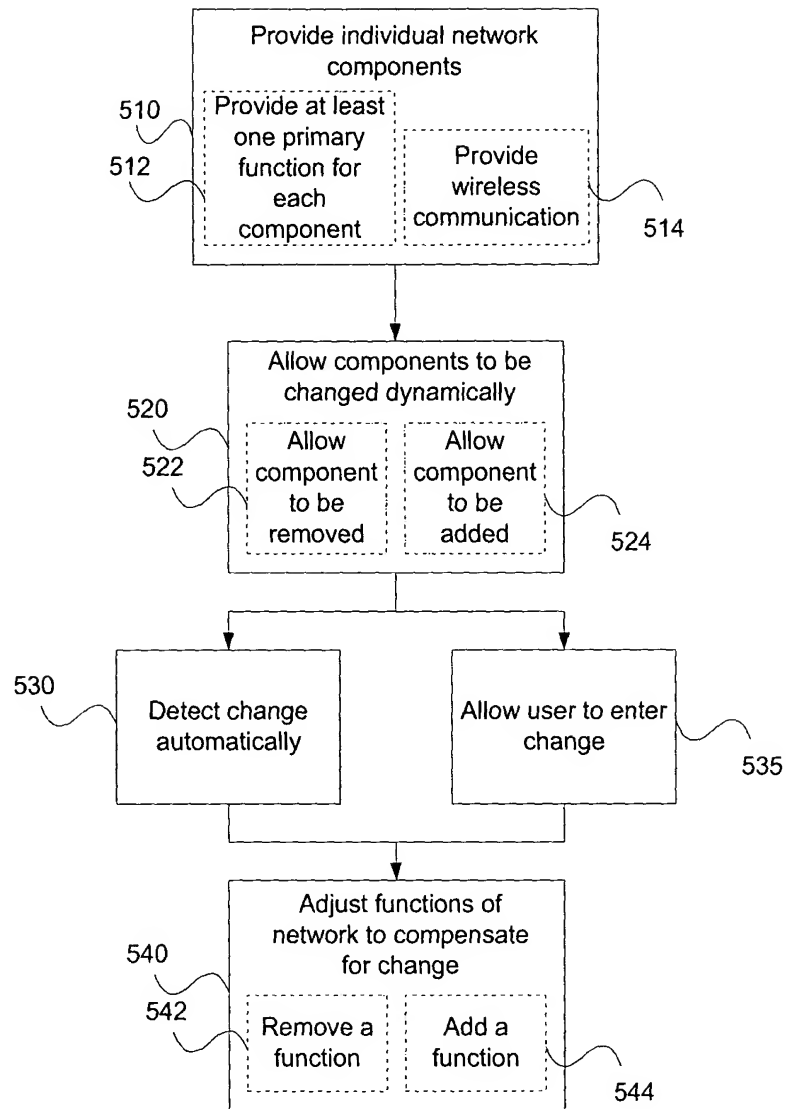 Provide individual network
components
510
Provide at least
one primary
function for
each
component
512
Provide
wireless
communication
514
Allow components to be
changed dynamically
520
Allow
component
to be
removed
522
Allow
component
to be
added
524
530
Detect change
automatically
Allow user to enter
change
535
Adjust functions of
network to compensate
for change
540
542
Remove a
function
Add a
function
544